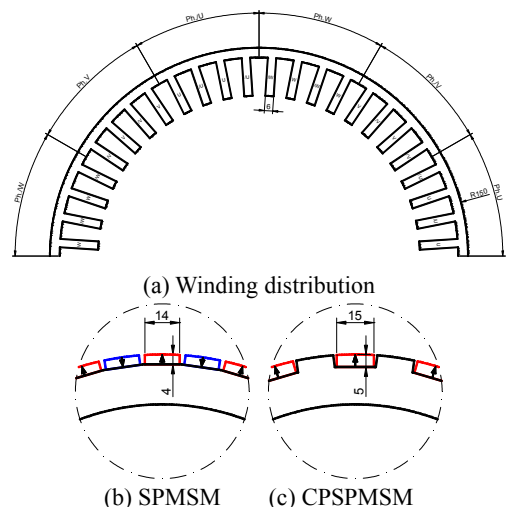 Ph./U
Ph.W
Ph.V
Ph./V
Ph./W
Ph.U
6
R150
(a) Winding distribution
14
15
4
5
(b) SPMSM
(c) CPSPMSM